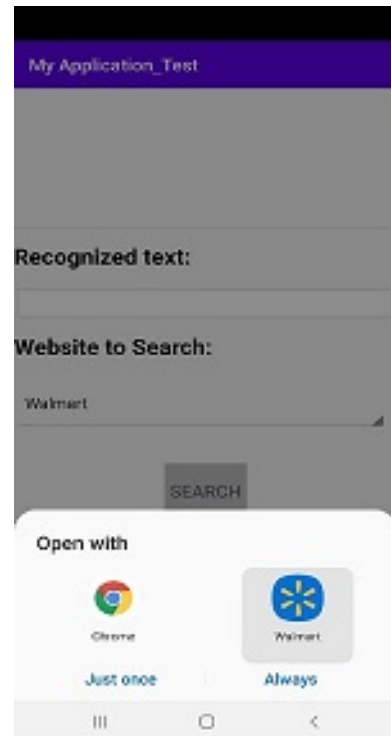 My Application_Test
Recognized text:
Website to Search:
Walmart
SEARCH
Open with
Chrome
Walmart
Just once
Always